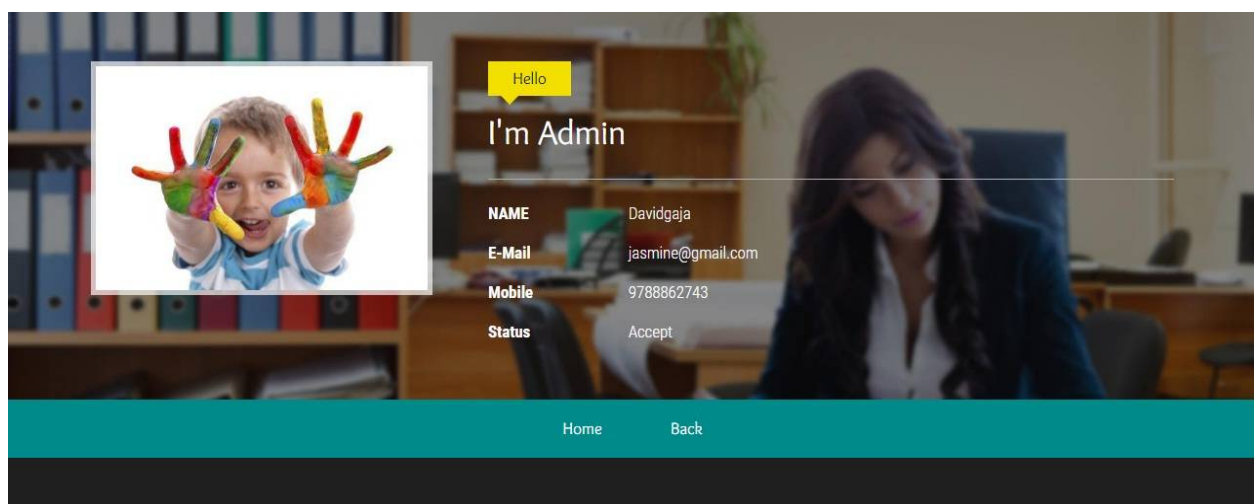 Hello
I'm Admin
NAME Davidgaja
E-Mail jasmine@gmail.com
Mobile 9788862743
Status Accept
Home Back